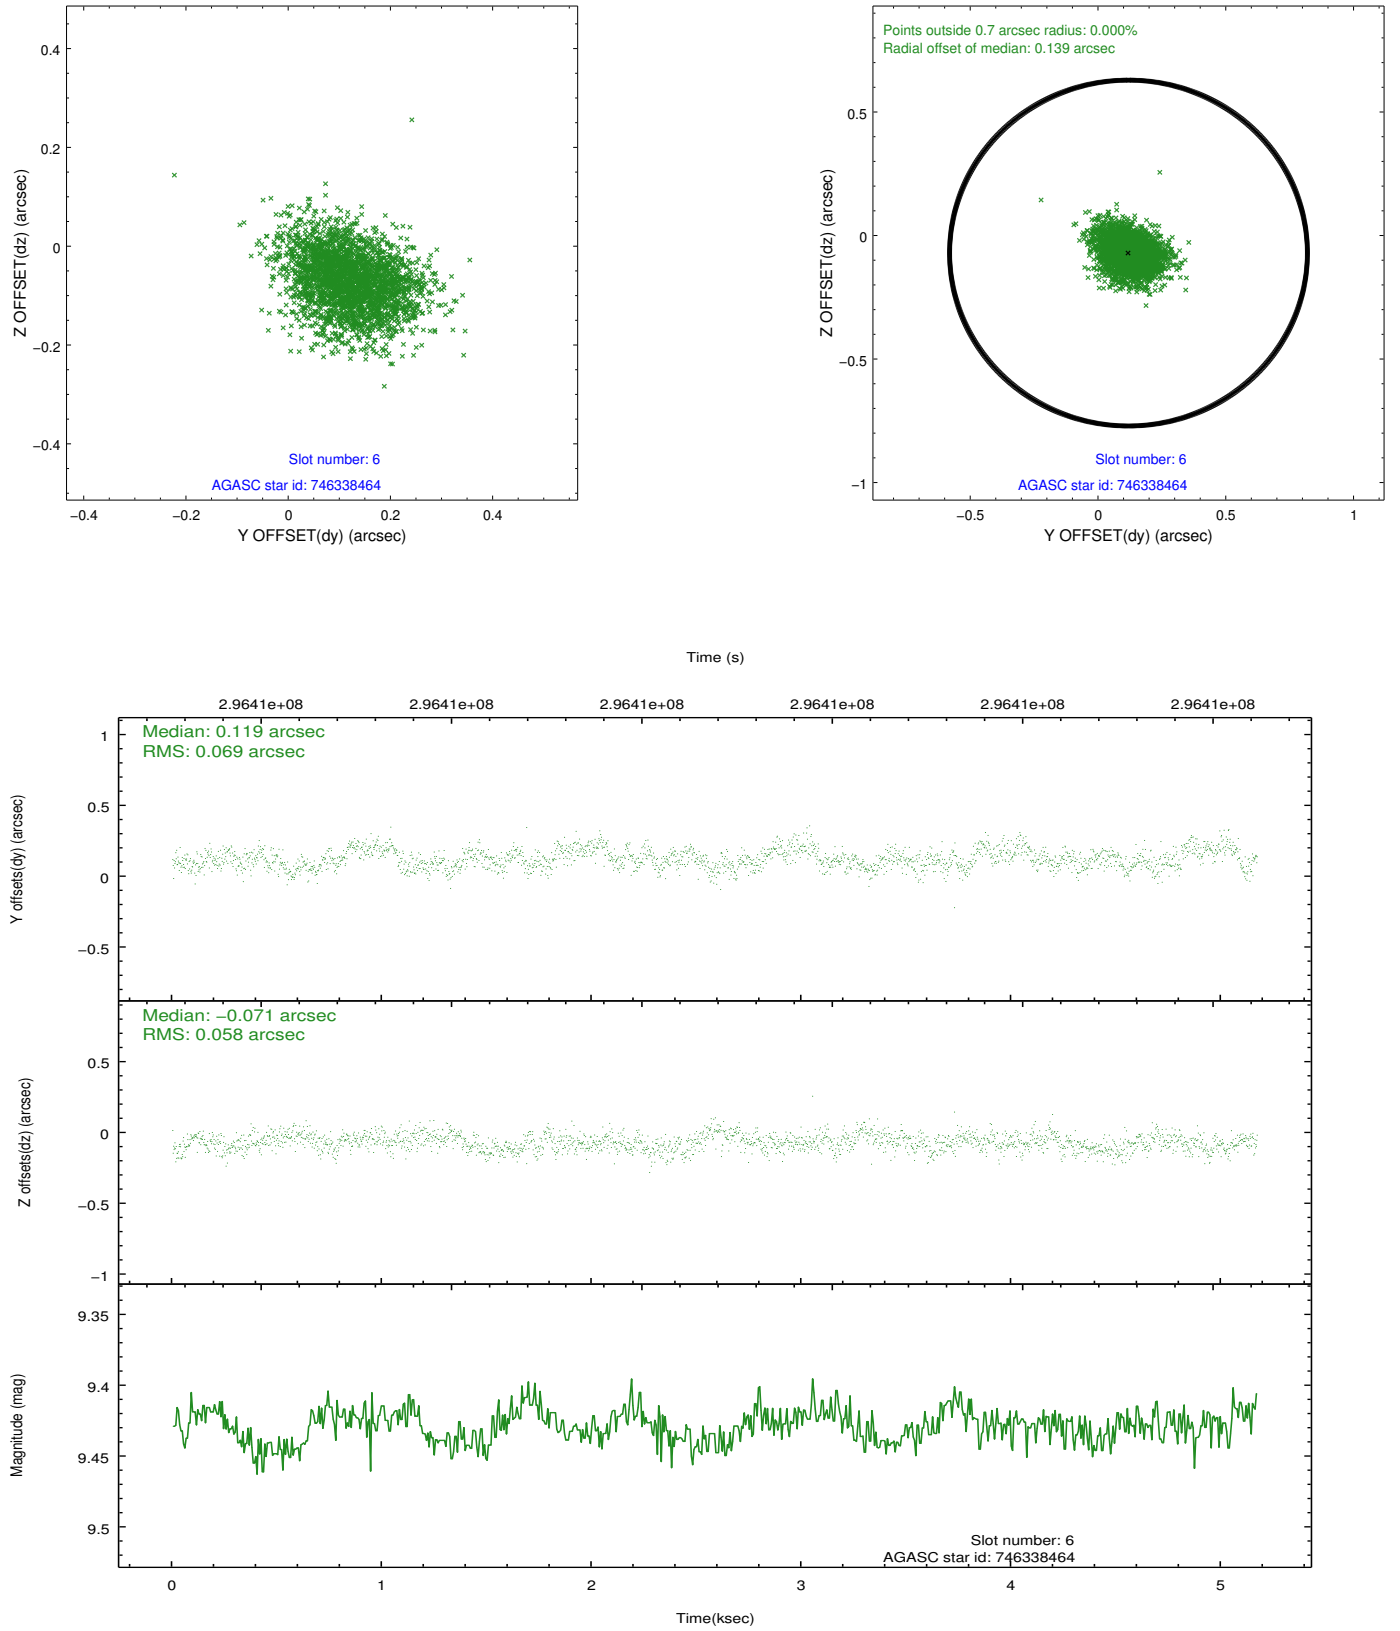 0.4
0.2
0
−0.2
−0.4
Z OFFSET(dz) (arcsec)
Slot number: 6
AGASC star id: 746338464
−0.4
−0.2
0
0.2
0.4
Y OFFSET(dy) (arcsec)
Points outside 0.7 arcsec radius: 0.000%
Radial offset of median: 0.139 arcsec
0.5
0
−0.5
−1
Z OFFSET(dz) (arcsec)
Slot number: 6
AGASC star id: 746338464
−0.5
0
0.5
1
Y OFFSET(dy) (arcsec)
Time (s)
2.9641e+08
2.9641e+08
2.9641e+08
2.9641e+08
2.9641e+08
2.9641e+08
Median: 0.119 arcsec
RMS: 0.069 arcsec
1
0.5
0
−0.5
Y offsets(dy) (arcsec)
Median: −0.071 arcsec
RMS: 0.058 arcsec
0.5
0
−0.5
−1
Z offsets(dz) (arcsec)
9.35
9.4
9.45
9.5
Magnitude (mag)
Slot number: 6
AGASC star id: 746338464
0
1
2
3
4
5
Time(ksec)